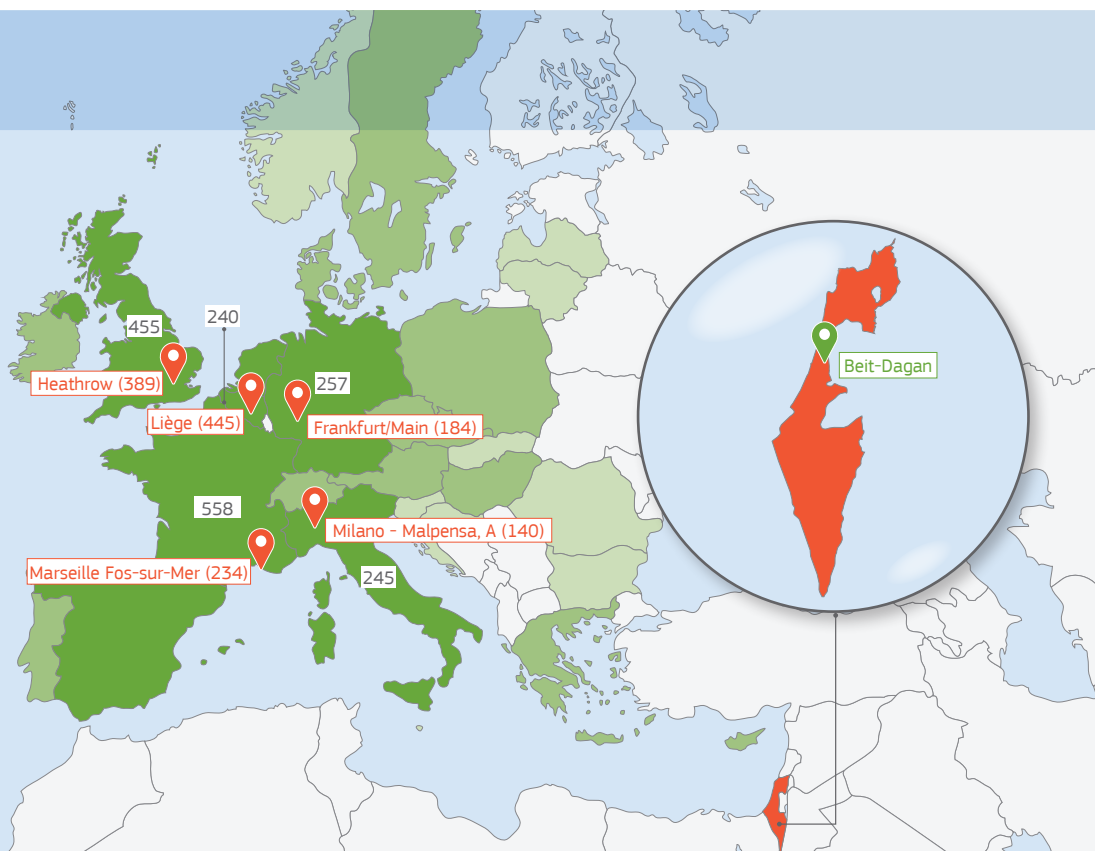 455
240
Heathrow (389)
Beit-Dagan
257
Liège (445)
Frankfurt/Main (184)
558
Milano - Malpensa, A (140)
Marseille Fos-sur-Mer (234)
245